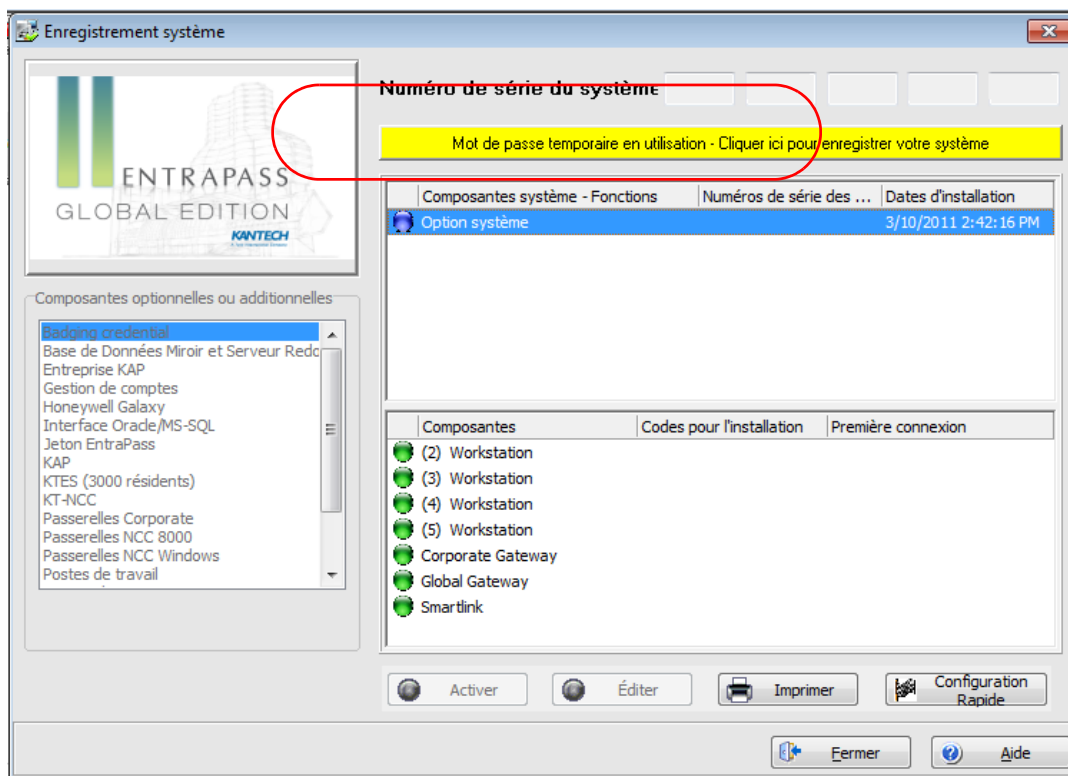 Enregistrement système
Numéro de série du système
Mot de passe temporaire en utilisation - Cliquer ici pour enregistrer votre système
ENTRAPASS
GLOBAL EDITION
KANTECH
Composantes système - Fonctions Numéros de série des ... Dates d'installation
Option système 3/10/2011 2:42:16 PM
Composantes optionnelles ou additionnelles
Badging credential
Base de Données Miroir et Serveur Redo
Entreprise KAP
Gestion de comptes
Honeywell Galaxy
Interface Oracle/MS-SQL
Jeton EntraPass
KAP
KTES (3000 résidents)
KT-NCC
Passerelles Corporate
Passerelles NCC 8000
Passerelles NCC Windows
Postes de travail
Composantes Codes pour l'installation Première connexion
(2) Workstation
(3) Workstation
(4) Workstation
(5) Workstation
Corporate Gateway
Global Gateway
Smartlink
Activer Éditer Imprimer Configuration
Rapide
Fermer Aide